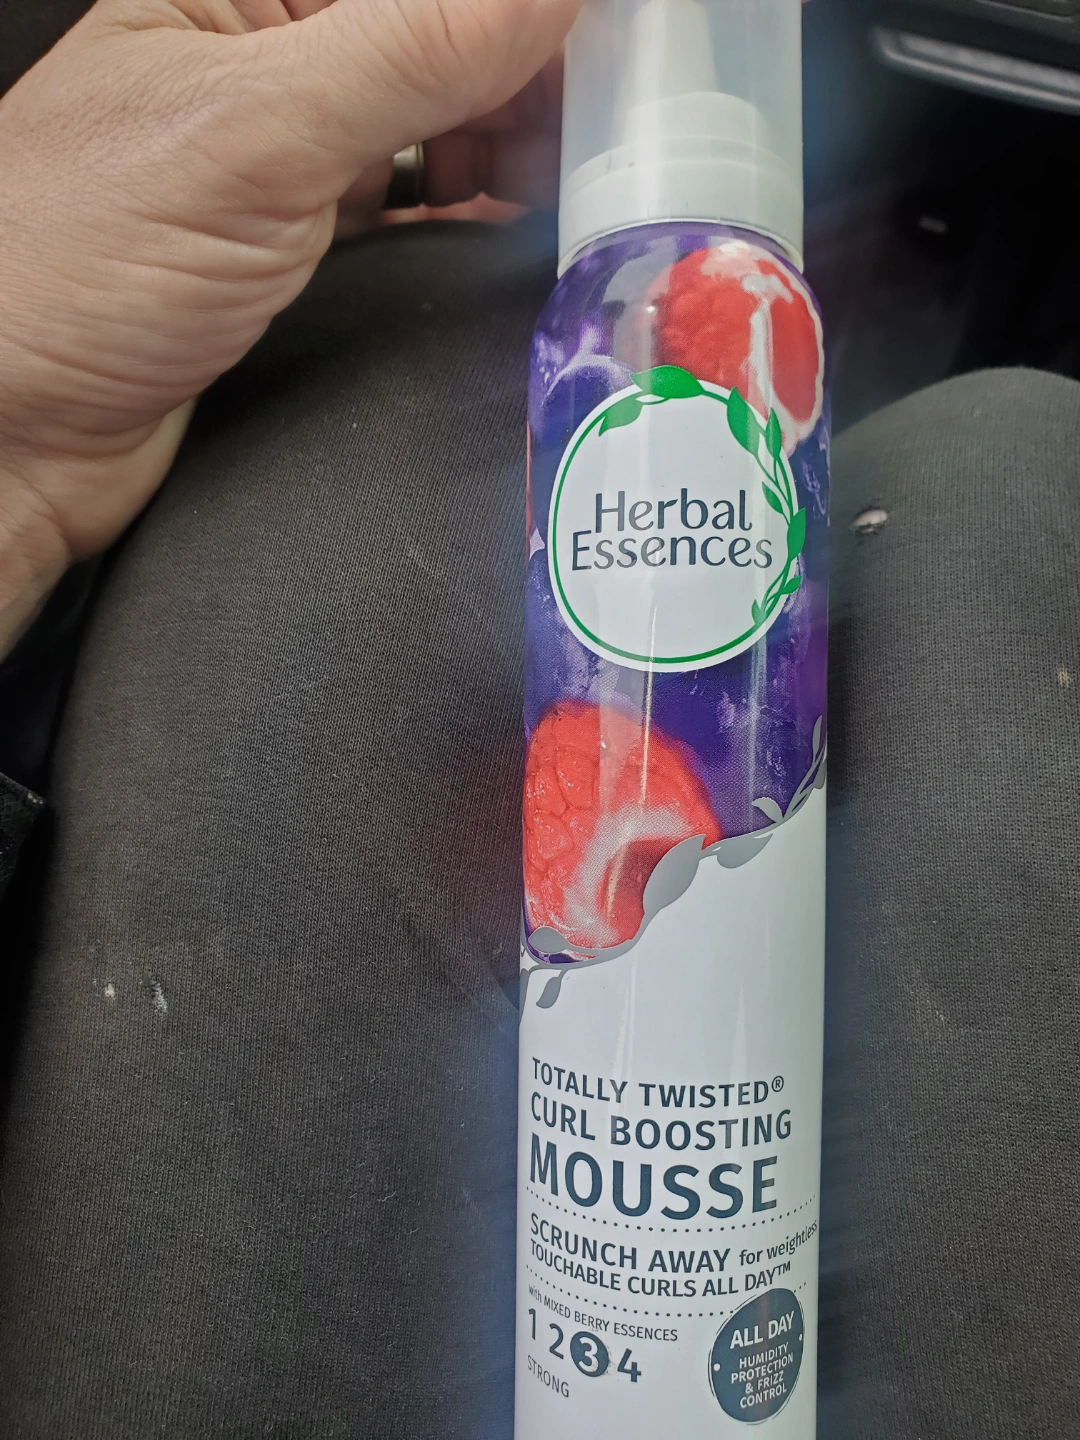 Herbal
Essences
TOTALLY TWISTED®
CURL BOOSTING
MOUSSE
SCRUNCH AWAY for weightless
TOUCHABLE CURLS ALL DAY™
with MIXED BERRY ESSENCES
1 2 3 4
STRONG
ALL DAY
HUMIDITY
PROTECTION
& FRIZZ
CONTROL